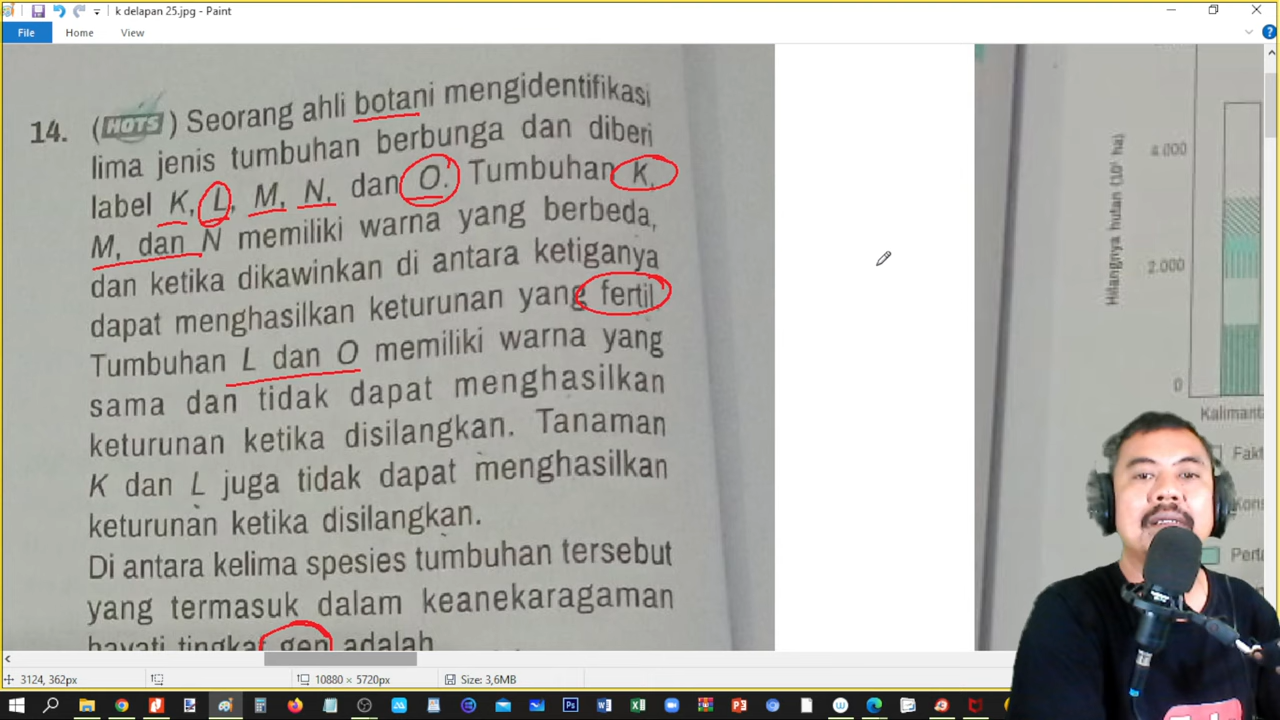 k delapan 25.jpg - Paint
File Home View
14. (HOTS) Seorang ahli botani mengidentifikasi
lima jenis tumbuhan berbunga dan diberi
label K, L, M, N, dan O. Tumbuhan K,
M, dan N memiliki warna yang berbeda,
dan ketika dikawinkan di antara ketiganya
dapat menghasilkan keturunan yang fertil
Tumbuhan L dan O memiliki warna yang
sama dan tidak dapat menghasilkan
keturunan ketika disilangkan. Tanaman
K dan L juga tidak dapat menghasilkan
keturunan ketika disilangkan.
Di antara kelima spesies tumbuhan tersebut
yang termasuk dalam keanekaragaman
hayati tingkat gen adalah
Hilangnya hutan (10³ ha)
4.000
2.000
0
Kalimanta
Fakt
Kons
Perta
3124, 362px
10880 × 5720px
Size: 3,6MB